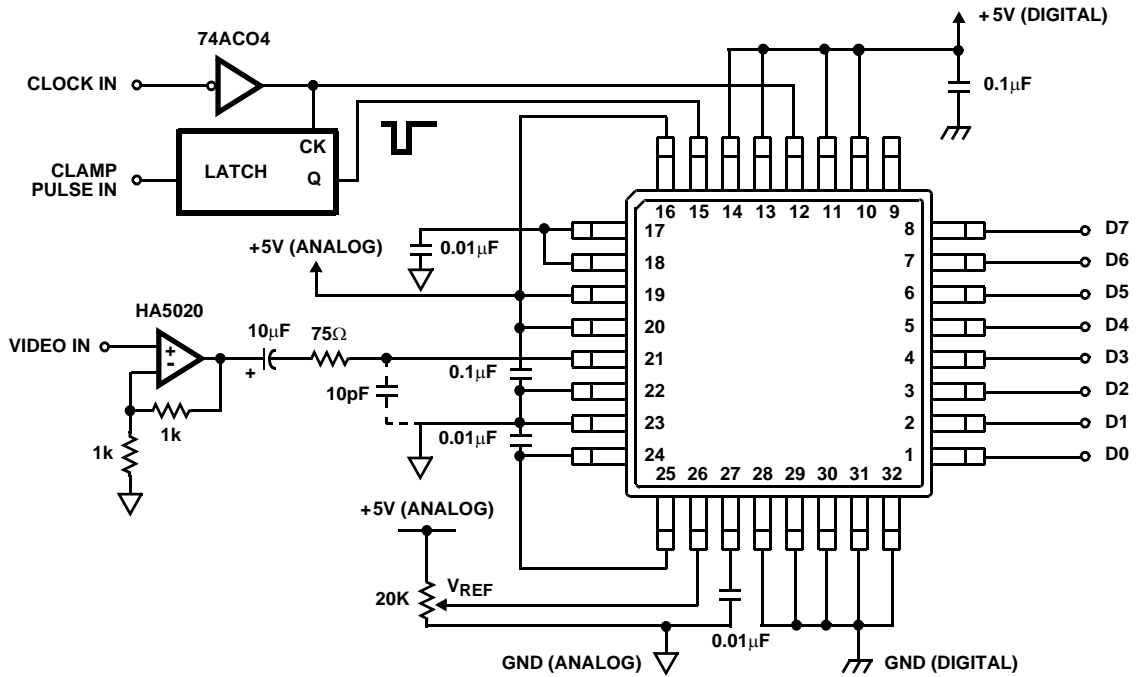 +5V (DIGITAL)
74ACO4
CLOCK IN
0.1μF
CK
LATCH
Q
CLAMP
PULSE IN
16 15 14 13 12 11 10 9
17
18
19
20
21
22
23
24
8
7
6
5
4
3
2
1
25 26 27 28 29 30 31 32
D7
D6
D5
D4
D3
D2
D1
D0
0.01μF
+5V (ANALOG)
HA5020
VIDEO IN
+
-
10μF
+
75Ω
10pF
0.1μF
0.01μF
1k
1k
+5V (ANALOG)
20K
VREF
0.01μF
GND (ANALOG)
GND (DIGITAL)